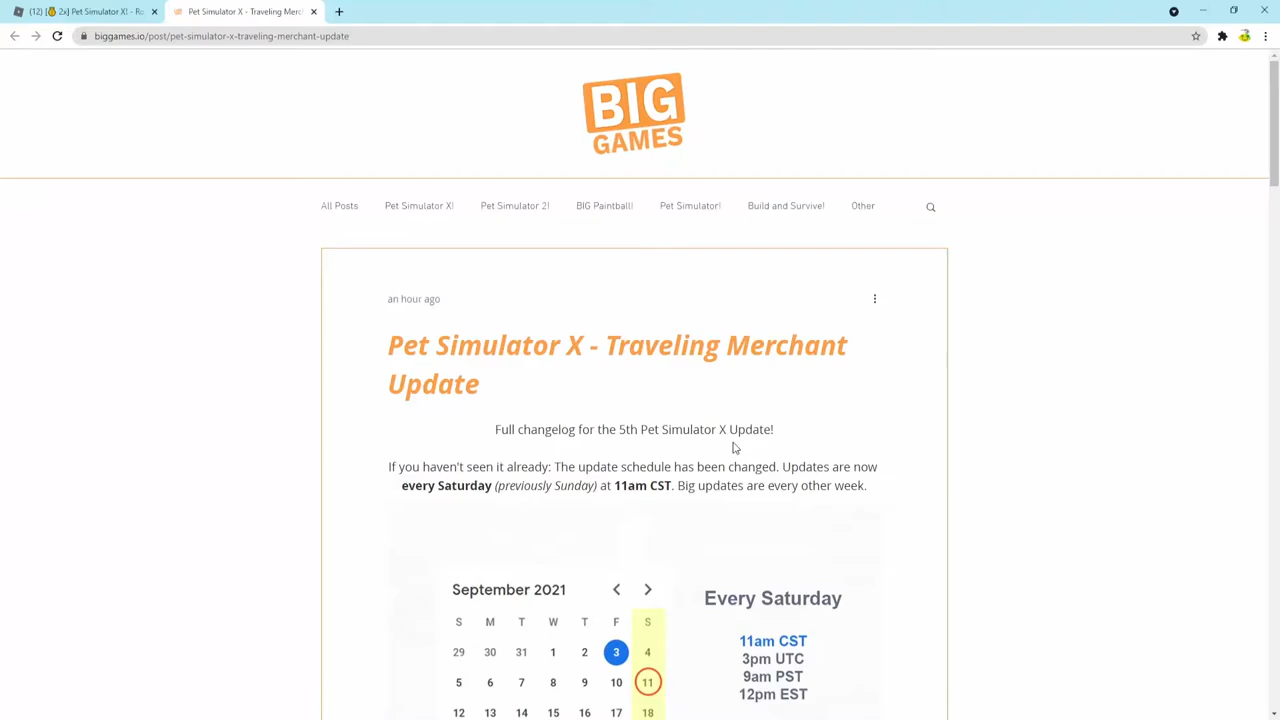 (12) [ 2x] Pet Simulator X! - Ro
Pet Simulator X - Traveling Merch
biggames.io/post/pet-simulator-x-traveling-merchant-update
BIG
GAMES
All Posts Pet Simulator X! Pet Simulator 2! BIG Paintball! Pet Simulator! Build and Survive! Other
an hour ago
Pet Simulator X - Traveling Merchant
Update
Full changelog for the 5th Pet Simulator X Update!
If you haven't seen it already: The update schedule has been changed. Updates are now
every Saturday (previously Sunday) at 11am CST. Big updates are every other week.
September 2021
S M T W T F S
29 30 31 1 2 3 4
5 6 7 8 9 10 11
12 13 14 15 16 17 18
Every Saturday
11am CST
3pm UTC
9am PST
12pm EST